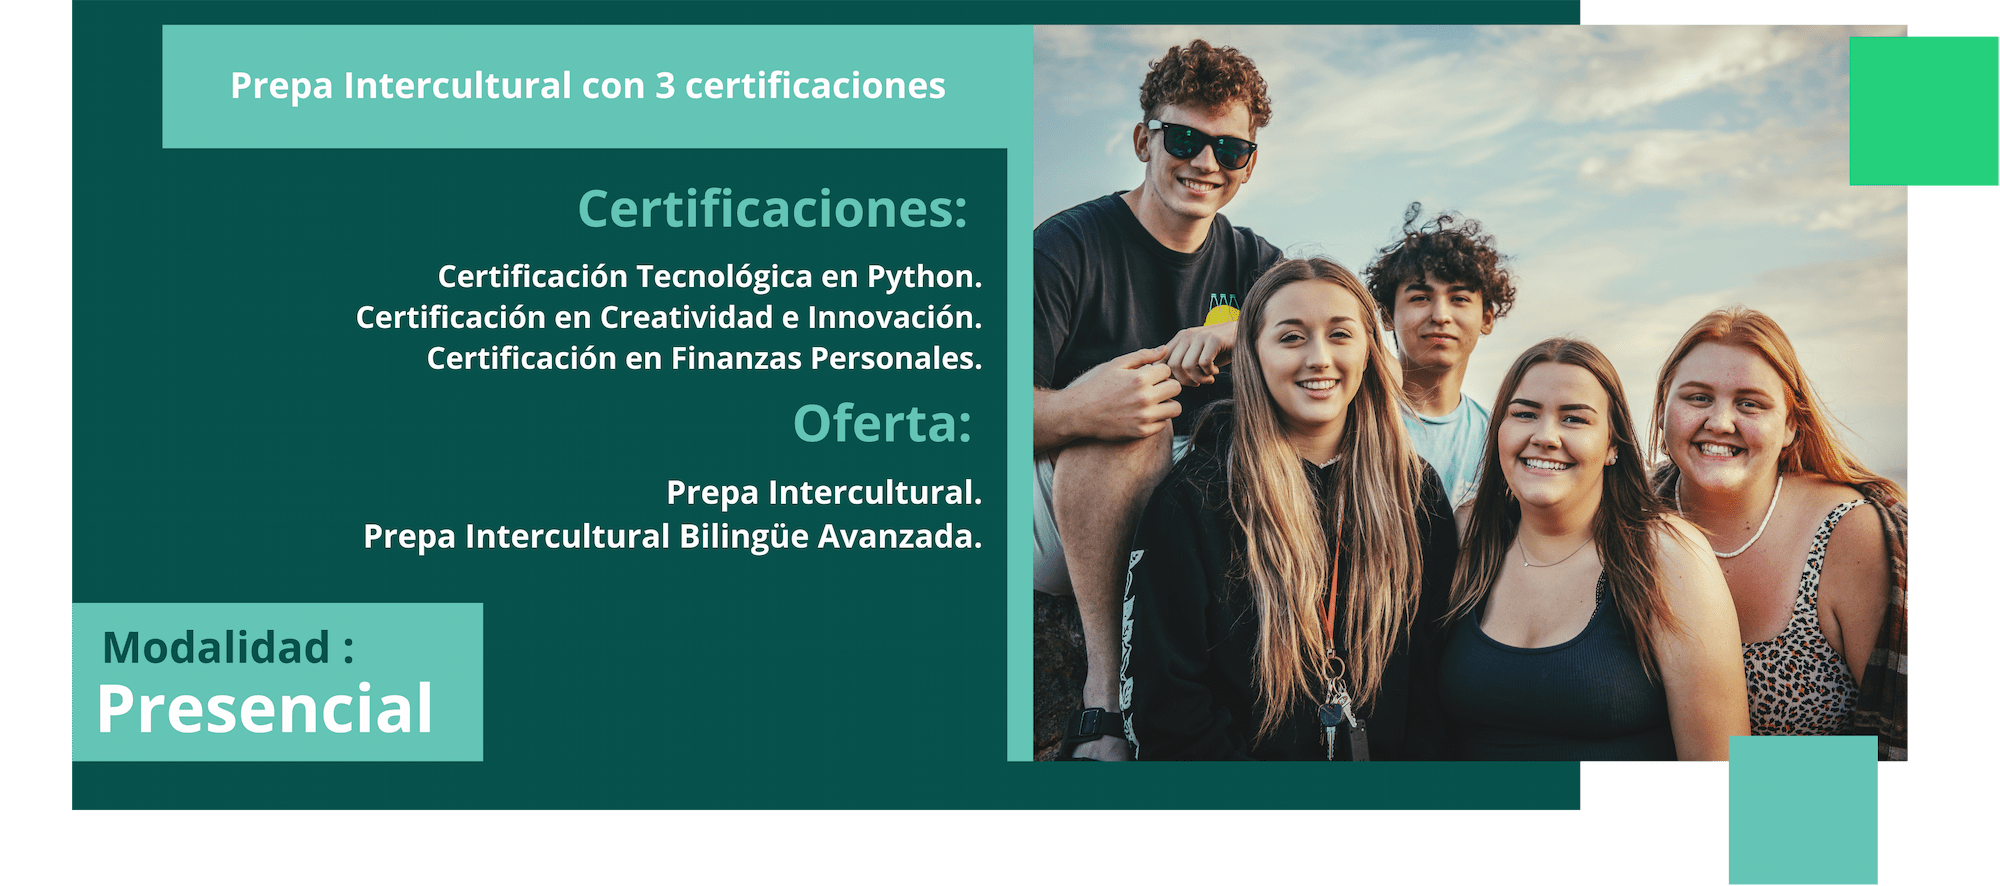 Prepa Intercultural con 3 certificaciones
Certificaciones:
Certificación Tecnológica en Python.
Certificación en Creatividad e Innovación.
Certificación en Finanzas Personales.
Oferta:
Prepa Intercultural.
Prepa Intercultural Bilingüe Avanzada.
Modalidad :
Presencial